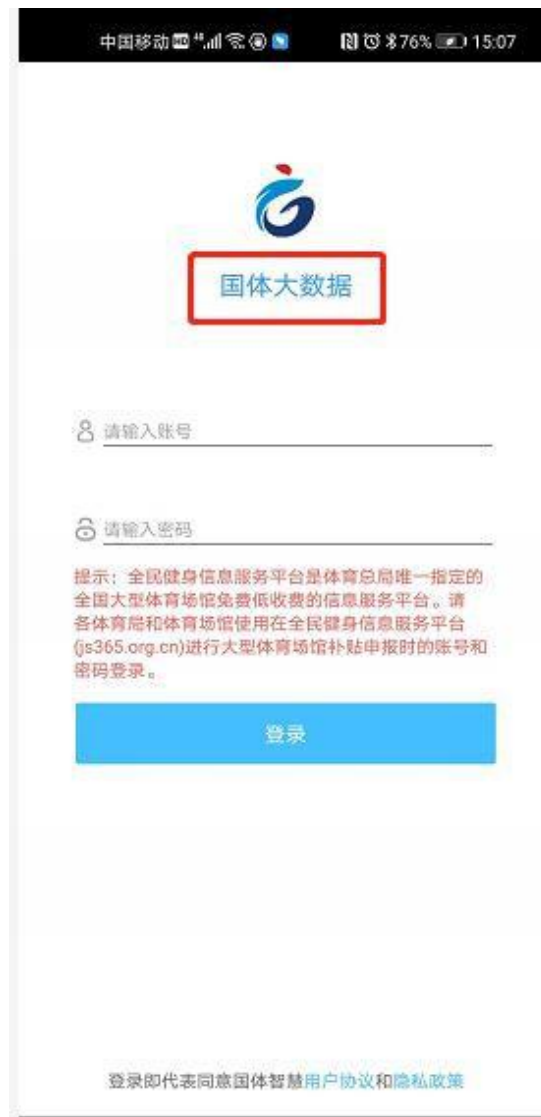 中国移动 HD 76% 15:07
国体大数据
请输入账号
请输入密码
提示：全民健身信息服务平台是体育总局唯一指定的
全国大型体育场馆免费低收费的信息服务平台。请
各体育局和体育场馆使用在全民健身信息服务平台
(js365.org.cn)进行大型体育场馆补贴申报时的账号和
密码登录。
登录
登录即代表同意国体智慧用户协议和隐私政策